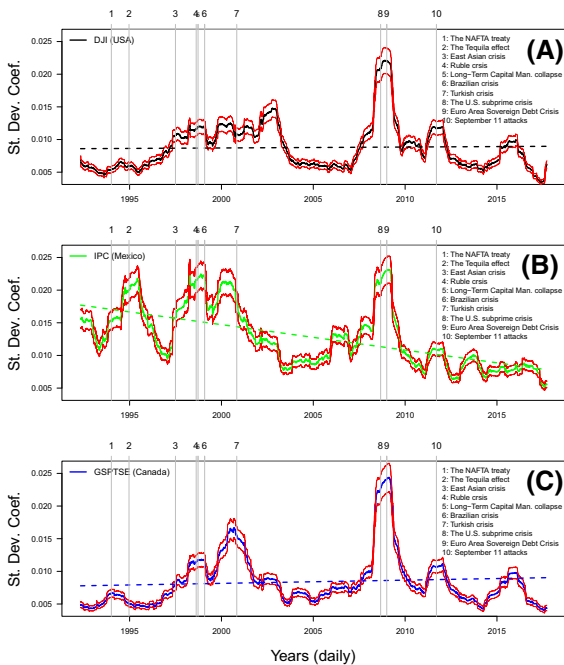 1 2 3 4 5 6 7 8 9 10
DJI (USA)
(A)
1: The NAFTA treaty
2: The Tequila effect
3: East Asian crisis
4: Ruble crsis
5: Long-Term Capital Man. collapse
6: Brazilian crisis
7: Turkish crisis
8: The U.S. subprime crisis
9: Euro Area Sovereign Debt Crisis
10: September 11 attacks
St. Dev. Coef.
0.025
0.020
0.015
0.010
0.005
1995 2000 2005 2010 2015
1 2 3 6 7 8 9 10
IPC (Mexico)
(B)
1: The NAFTA treaty
2: The Tequila effect
3: East Asian crisis
4: Ruble crsis
5: Long-Term Capital Man. collapse
6: Brazilian crisis
7: Turkish crisis
8: The U.S. subprime crisis
9: Euro Area Sovereign Debt Crisis
10: September 11 attacks
St. Dev. Coef.
0.025
0.020
0.015
0.010
0.005
1995 2000 2005 2010 2015
1 2 3 6 7 8 9 10
GSPTSE (Canada)
(C)
1: The NAFTA treaty
2: The Tequila effect
3: East Asian crisis
4: Ruble crsis
5: Long-Term Capital Man. collapse
6: Brazilian crisis
7: Turkish crisis
8: The U.S. subprime crisis
9: Euro Area Sovereign Debt Crisis
10: September 11 attacks
St. Dev. Coef.
0.025
0.020
0.015
0.010
0.005
1995 2000 2005 2010 2015
Years (daily)